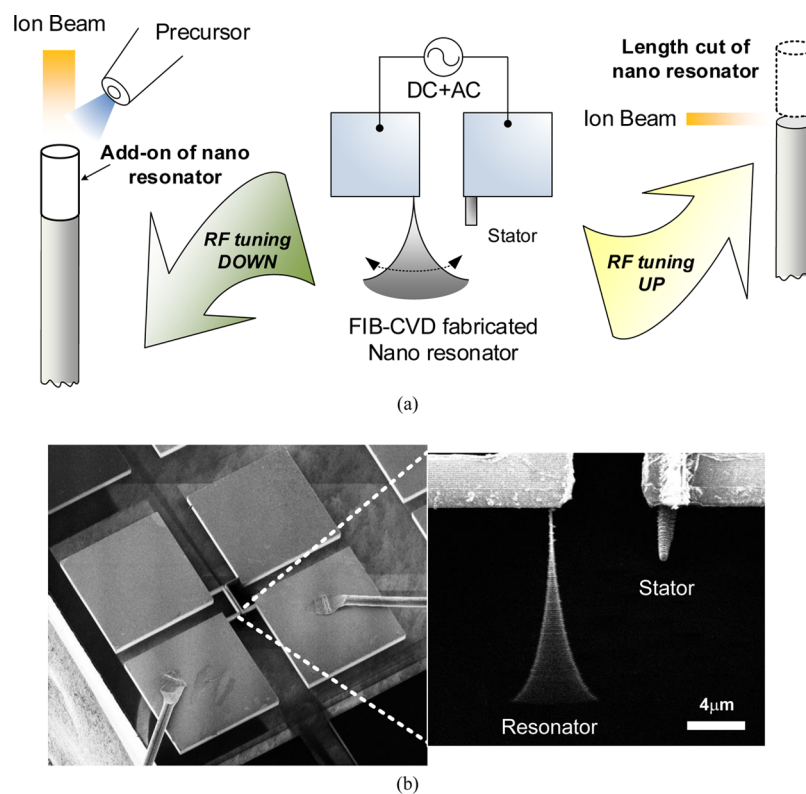 Ion Beam
Precursor
Add-on of nano
resonator
RF tuning
DOWN
DC+AC
Stator
FIB-CVD fabricated
Nano resonator
Length cut of
nano resonator
Ion Beam
RF tuning
UP
(a)
Stator
Resonator
4μm
(b)